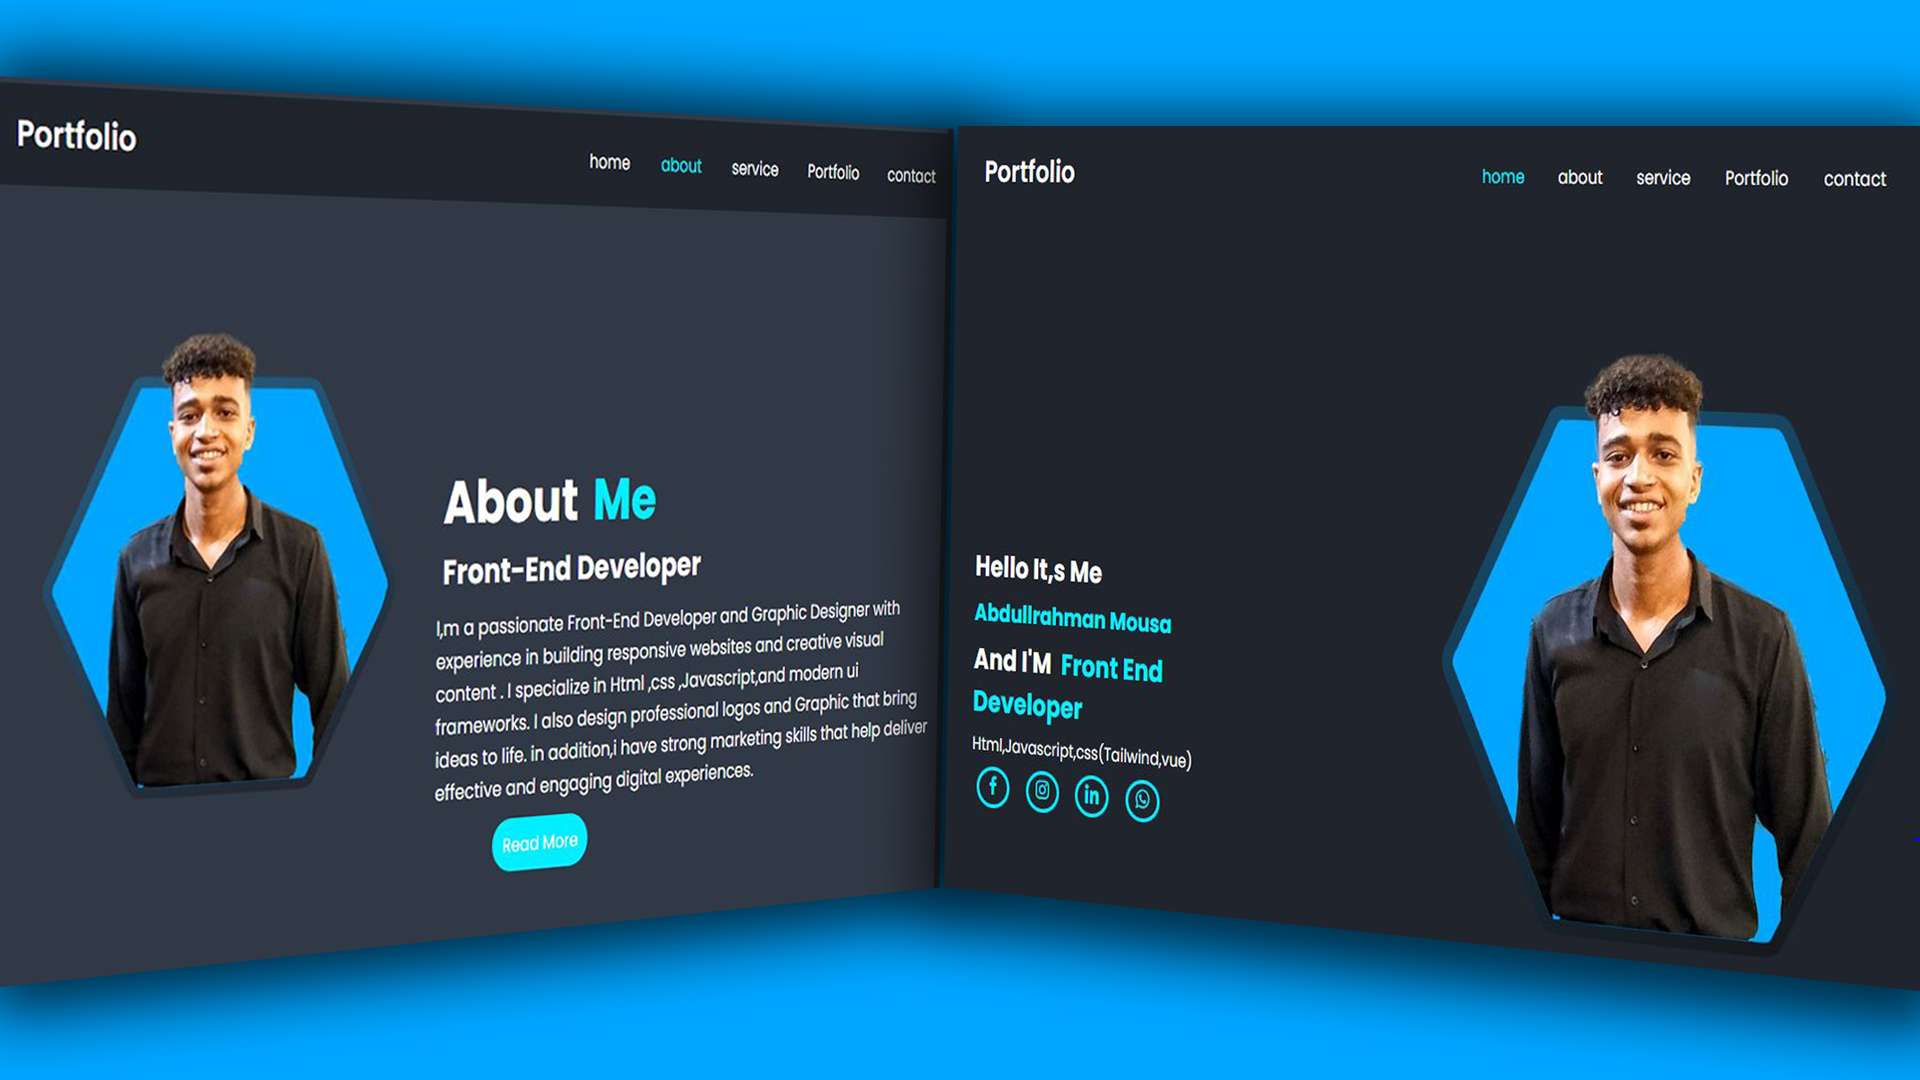 Portfolio
home about service Portfolio contact
About Me
Front-End Developer
I,m a passionate Front-End Developer and Graphic Designer with
experience in building responsive websites and creative visual
content . I specialize in Html ,css ,Javascript,and modern ui
frameworks. I also design professional logos and Graphic that bring
ideas to life. in addition,i have strong marketing skills that help deliver
effective and engaging digital experiences.
Read More
Portfolio
home about service Portfolio contact
Hello It,s Me
Abdullrahman Mousa
And I'M Front End
Developer
Html,Javascript,css(Tailwind,vue)